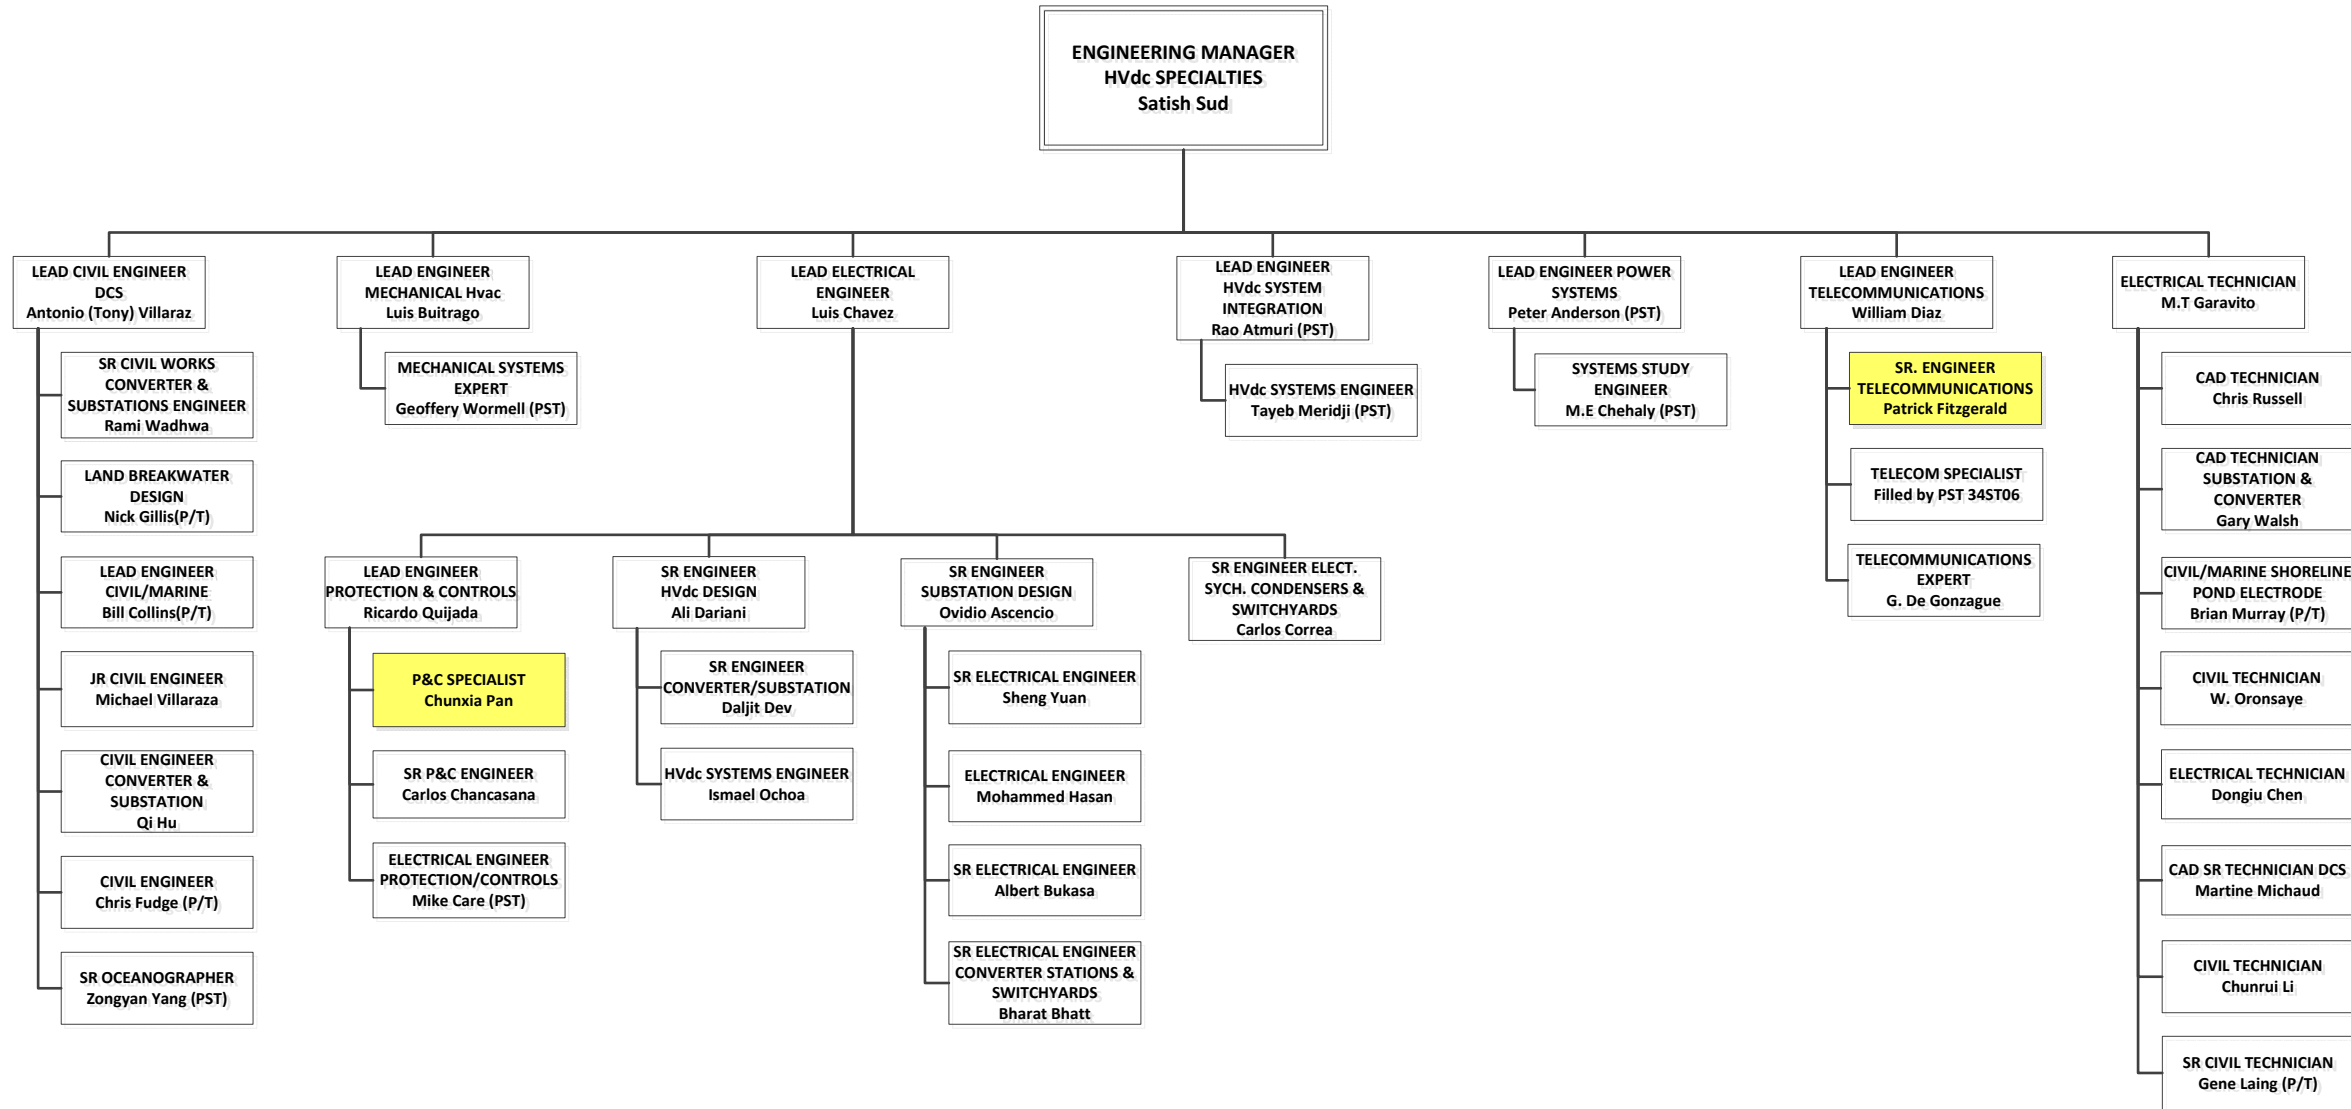 ENGINEERING MANAGER
HVdc SPECIALTIES
Satish Sud
LEAD CIVIL ENGINEER
DCS
Antonio (Tony) Villaraz
SR CIVIL WORKS
CONVERTER &
SUBSTATIONS ENGINEER
Rami Wadhwa
LAND BREAKWATER
DESIGN
Nick Gillis(P/T)
LEAD ENGINEER
CIVIL/MARINE
Bill Collins(P/T)
JR CIVIL ENGINEER
Michael Villaraza
CIVIL ENGINEER
CONVERTER &
SUBSTATION
Qi Hu
CIVIL ENGINEER
Chris Fudge (P/T)
SR OCEANOGRAPHER
Zongyan Yang (PST)
LEAD ENGINEER
MECHANICAL Hvac
Luis Buitrago
MECHANICAL SYSTEMS
EXPERT
Geoffery Wormell (PST)
LEAD ELECTRICAL
ENGINEER
Luis Chavez
LEAD ENGINEER
PROTECTION & CONTROLS
Ricardo Quijada
P&C SPECIALIST
Chunxia Pan
SR P&C ENGINEER
Carlos Chancasana
ELECTRICAL ENGINEER
PROTECTION/CONTROLS
Mike Care (PST)
SR ENGINEER
HVdc DESIGN
Ali Dariani
SR ENGINEER
CONVERTER/SUBSTATION
Daljit Dev
HVdc SYSTEMS ENGINEER
Ismael Ochoa
SR ENGINEER
SUBSTATION DESIGN
Ovidio Ascencio
SR ELECTRICAL ENGINEER
Sheng Yuan
ELECTRICAL ENGINEER
Mohammed Hasan
SR ELECTRICAL ENGINEER
Albert Bukasa
SR ELECTRICAL ENGINEER
CONVERTER STATIONS &
SWITCHYARDS
Bharat Bhatt
SR ENGINEER ELECT.
SYCH. CONDENSERS &
SWITCHYARDS
Carlos Correa
LEAD ENGINEER
HVdc SYSTEM
INTEGRATION
Rao Atmuri (PST)
HVdc SYSTEMS ENGINEER
Tayeb Meridji (PST)
LEAD ENGINEER POWER
SYSTEMS
Peter Anderson (PST)
SYSTEMS STUDY
ENGINEER
M.E Chehaly (PST)
LEAD ENGINEER
TELECOMMUNICATIONS
William Diaz
SR. ENGINEER
TELECOMMUNICATIONS
Patrick Fitzgerald
TELECOM SPECIALIST
Filled by PST 34ST06
TELECOMMUNICATIONS
EXPERT
G. De Gonzague
ELECTRICAL TECHNICIAN
M.T Garavito
CAD TECHNICIAN
Chris Russell
CAD TECHNICIAN
SUBSTATION &
CONVERTER
Gary Walsh
CIVIL/MARINE SHORELINE
POND ELECTRODE
Brian Murray (P/T)
CIVIL TECHNICIAN
W. Oronsaye
ELECTRICAL TECHNICIAN
Dongiu Chen
CAD SR TECHNICIAN DCS
Martine Michaud
CIVIL TECHNICIAN
Chunrui Li
SR CIVIL TECHNICIAN
Gene Laing (P/T)